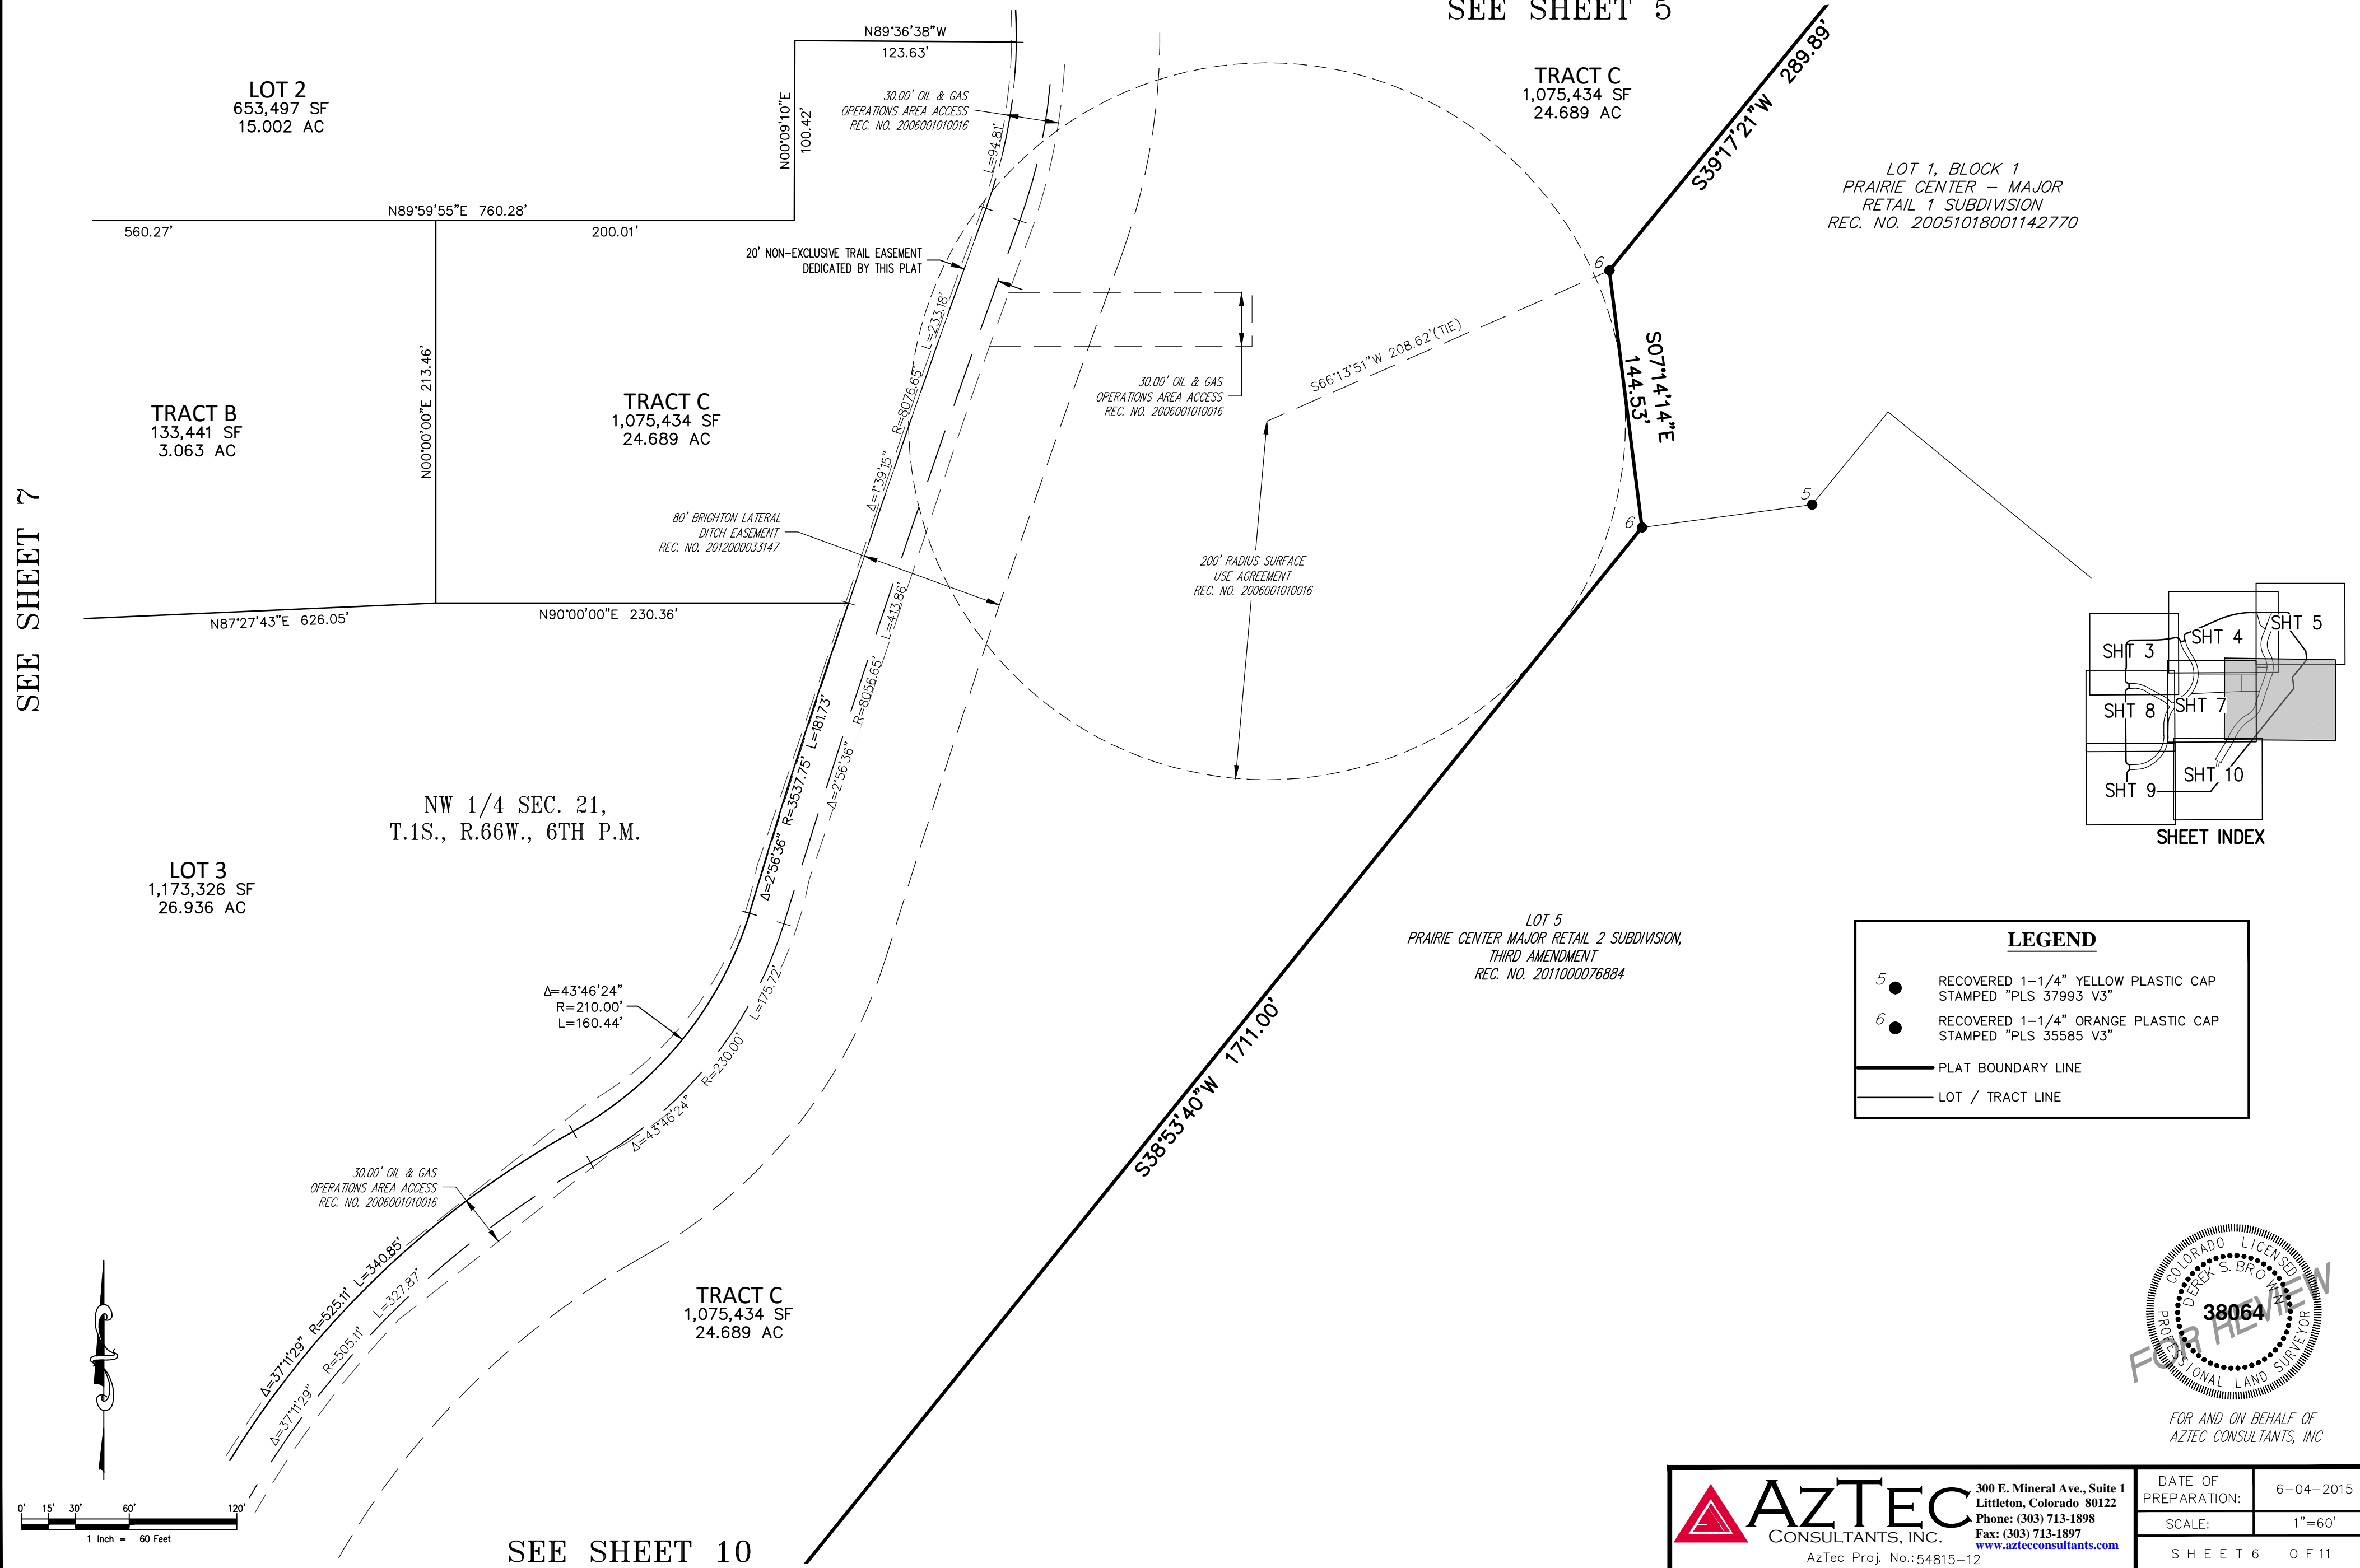 SEE SHEET 5
N89°36'38"W
123.63'
LOT 2
653,497 SF
15.002 AC
30.00' OIL & GAS
OPERATIONS AREA ACCESS
REC. NO. 2006001010016
N00°09'10"E
100.42'
L=94.81'
TRACT C
1,075,434 SF
24.689 AC
S39°17'21"W 289.89'
LOT 1, BLOCK 1
PRAIRIE CENTER – MAJOR
RETAIL 1 SUBDIVISION
REC. NO. 20051018001142770
N89°59'55"E 760.28'
560.27'
200.01'
20' NON-EXCLUSIVE TRAIL EASEMENT
DEDICATED BY THIS PLAT
6
S66°13'51"W 208.62'(TIE)
S07°14'14"E
144.53'
N00°00'00"E 213.46'
TRACT B
133,441 SF
3.063 AC
TRACT C
1,075,434 SF
24.689 AC
Δ=1°39'15" R=8076.65' L=233.18'
30.00' OIL & GAS
OPERATIONS AREA ACCESS
REC. NO. 2006001010016
SEE SHEET 7
80' BRIGHTON LATERAL
DITCH EASEMENT
REC. NO. 2012000033147
5
6
200' RADIUS SURFACE
USE AGREEMENT
REC. NO. 2006001010016
N87°27'43"E 626.05'
N90°00'00"E 230.36'
Δ=2°56'36" R=3537.75' L=181.73'
Δ=2°56'36" R=8056.65' L=413.86'
SHT 3
SHT 4
SHT 5
SHT 8
SHT 7
SHT 9
SHT 10
SHEET INDEX
NW 1/4 SEC. 21,
T.1S., R.66W., 6TH P.M.
LOT 3
1,173,326 SF
26.936 AC
LOT 5
PRAIRIE CENTER MAJOR RETAIL 2 SUBDIVISION,
THIRD AMENDMENT
REC. NO. 2011000076884
LEGEND
5
RECOVERED 1-1/4" YELLOW PLASTIC CAP
STAMPED "PLS 37993 V3"
6
RECOVERED 1-1/4" ORANGE PLASTIC CAP
STAMPED "PLS 35585 V3"
PLAT BOUNDARY LINE
LOT / TRACT LINE
Δ=43°46'24"
R=210.00'
L=160.44'
Δ=43°46'24" R=230.00' L=175.72'
S38°53'40"W 1711.00'
30.00' OIL & GAS
OPERATIONS AREA ACCESS
REC. NO. 2006001010016
Δ=37°11'29" R=525.11' L=340.85'
Δ=37°11'29" R=505.11' L=327.87'
TRACT C
1,075,434 SF
24.689 AC
COLORADO LICENSED
DEREK S. BROWN
38064
PROFESSIONAL LAND SURVEYOR
FOR REVIEW
FOR AND ON BEHALF OF
AZTEC CONSULTANTS, INC
0' 15' 30' 60' 120'
1 Inch = 60 Feet
SEE SHEET 10
AZTEC
CONSULTANTS, INC.
300 E. Mineral Ave., Suite 1
Littleton, Colorado 80122
Phone: (303) 713-1898
Fax: (303) 713-1897
www.aztecconsultants.com
AzTec Proj. No.: 54815-12
DATE OF
PREPARATION:
6-04-2015
SCALE:
1"=60'
SHEET 6 OF 11